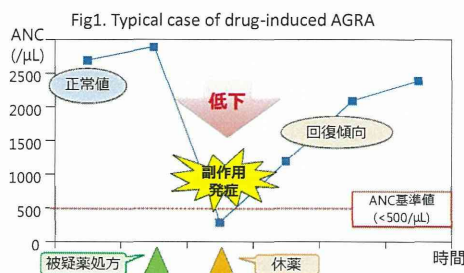 Fig1. Typical case of drug-induced AGRA
ANC
(/μL)
2500
2000
1500
1000
500
0
正常値
低下
副作用
発症
回復傾向
ANC基準値
(<500/μL)
時間
被疑薬処方
休薬